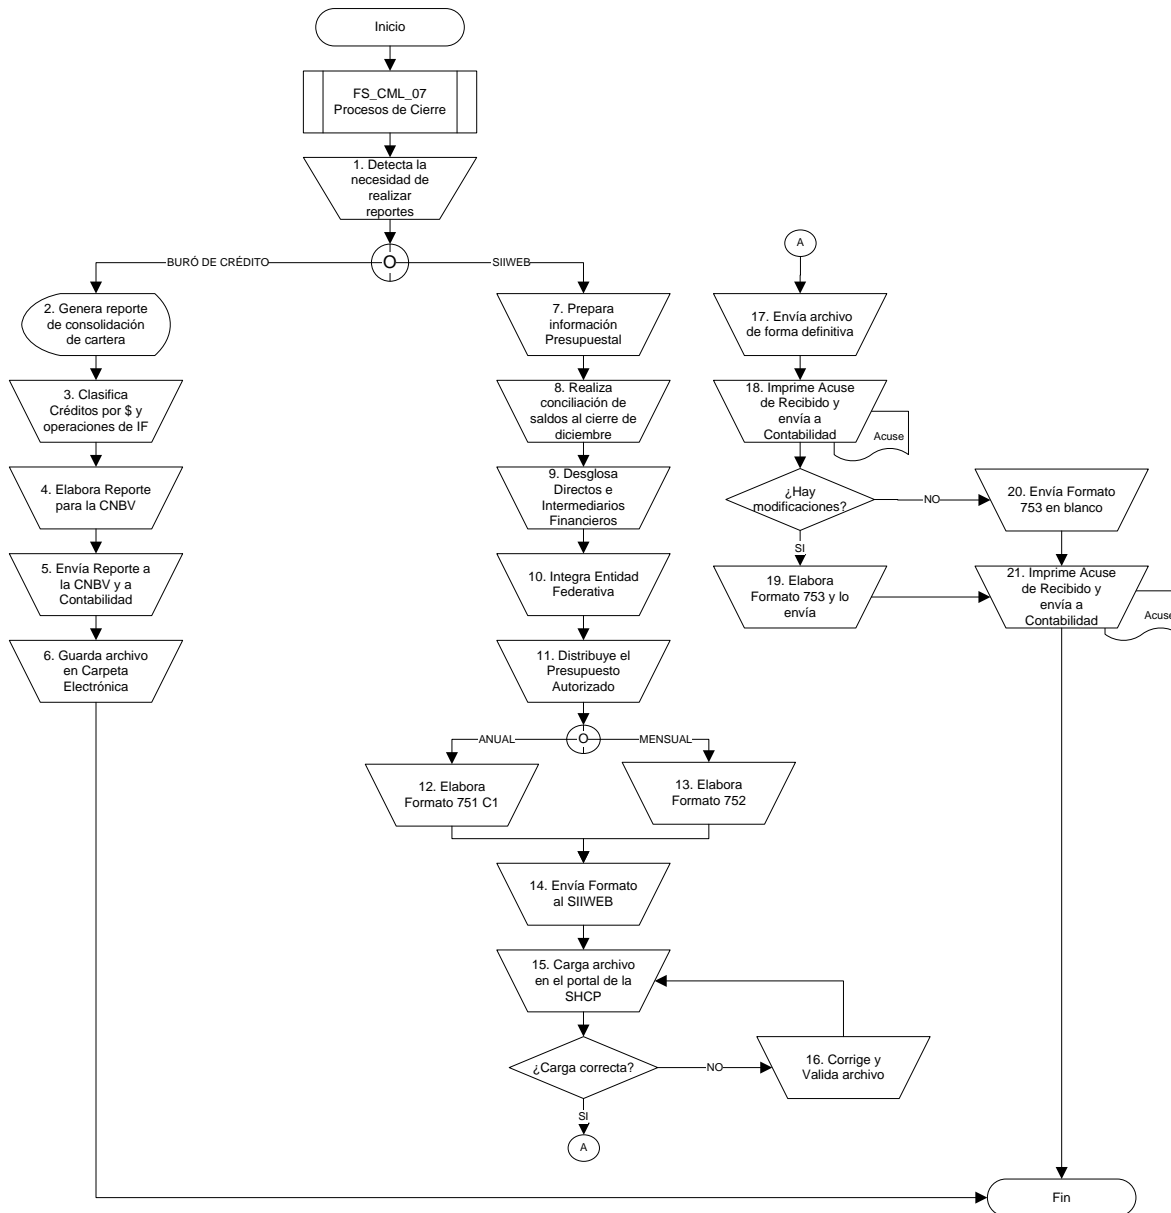 Inicio
FS_CML_07
Procesos de Cierre
1. Detecta la
necesidad de
realizar
reportes
O
BURÓ DE CRÉDITO
SIIWEB
2. Genera reporte
de consolidación
de cartera
3. Clasifica
Créditos por $ y
operaciones de IF
4. Elabora Reporte
para la CNBV
5. Envía Reporte a
la CNBV y a
Contabilidad
6. Guarda archivo
en Carpeta
Electrónica
7. Prepara
información
Presupuestal
8. Realiza
conciliación de
saldos al cierre de
diciembre
9. Desglosa
Directos e
Intermediarios
Financieros
10. Integra Entidad
Federativa
11. Distribuye el
Presupuesto
Autorizado
O
ANUAL
MENSUAL
12. Elabora
Formato 751 C1
13. Elabora
Formato 752
14. Envía Formato
al SIIWEB
15. Carga archivo
en el portal de la
SHCP
¿Carga correcta?
NO
16. Corrige y
Valida archivo
SI
A
A
17. Envía archivo
de forma definitiva
18. Imprime Acuse
de Recibido y
envía a
Contabilidad
Acuse
¿Hay
modificaciones?
NO
SI
19. Elabora
Formato 753 y lo
envía
20. Envía Formato
753 en blanco
21. Imprime Acuse
de Recibido y
envía a
Contabilidad
Acuse
Fin